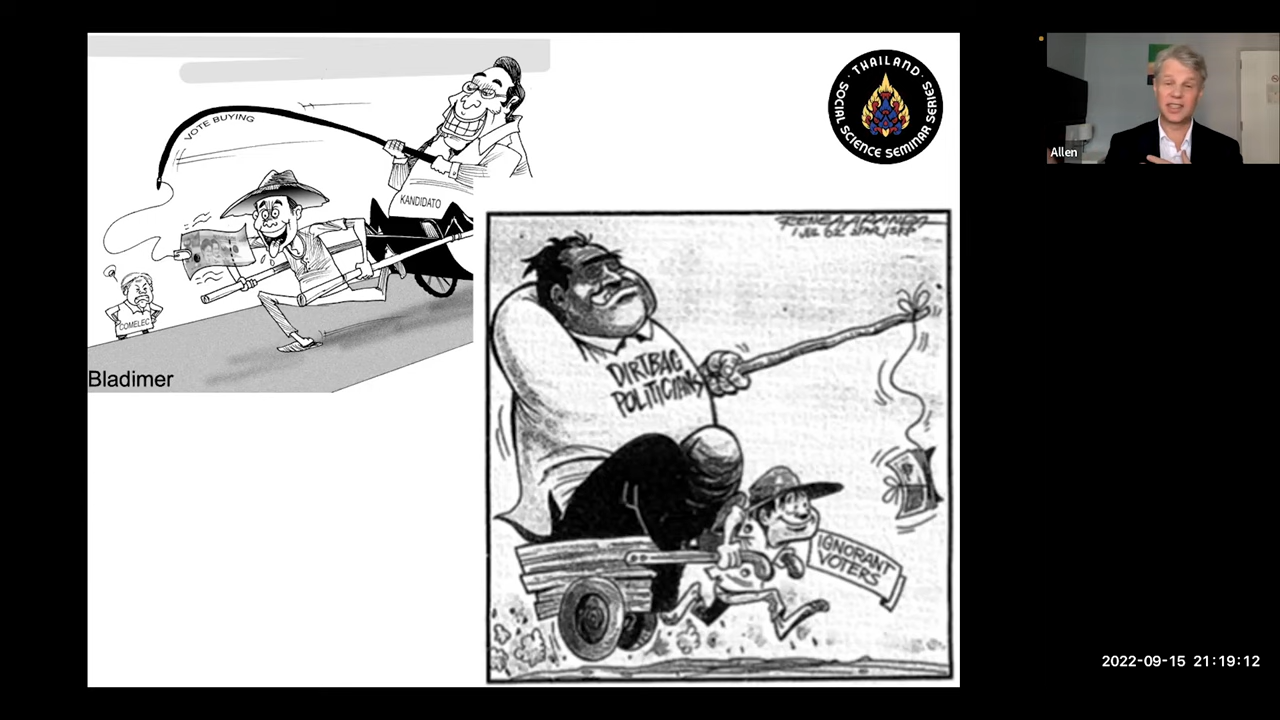 VOTE BUYING
KANDIDATO
COMELEC
Bladimer
THAILAND
SOCIAL SCIENCE SEMINAR SERIES
DIRTBAG
POLITICIANS
IGNORANT
VOTERS
Allen
2022-09-15 21:19:12